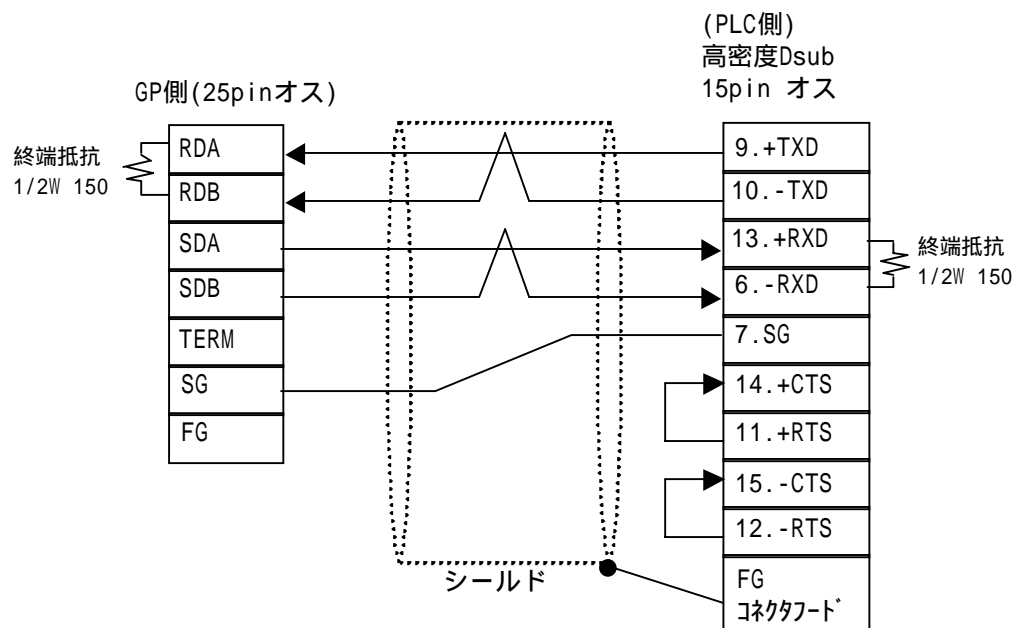 (PLC側)
高密度Dsub
15pin オス
GP側(25pinオス)
終端抵抗
1/2W 150
RDA
RDB
SDA
SDB
TERM
SG
FG
9.+TXD
10.-TXD
13.+RXD
6.-RXD
7.SG
14.+CTS
11.+RTS
15.-CTS
12.-RTS
FG
コネクタフード
終端抵抗
1/2W 150
シールド